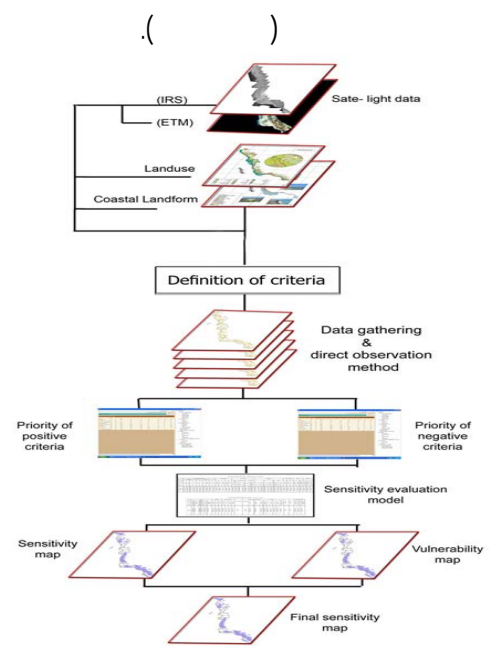 .( )
(IRS)
Sate- light data
(ETM)
Landuse
Coastal Landform
Definition of criteria
Data gathering
&
direct observation
method
Priority of
positive
criteria
Priority of
negative
criteria
Sensitivity evaluation
model
Sensitivity
map
Vulnerability
map
Final sensitivity
map